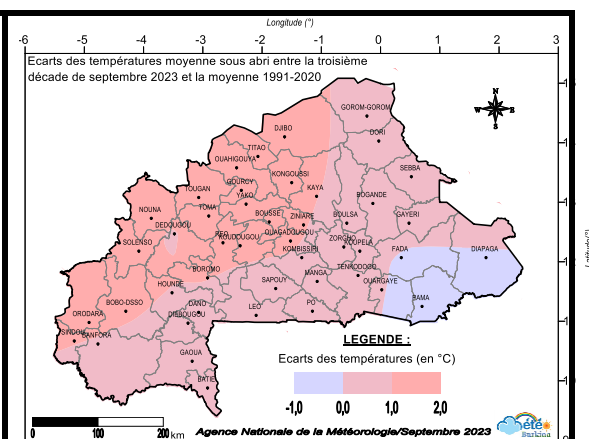 Longitude (°)
-6 -5 -4 -3 -2 -1 0 1 2 3
Ecarts des températures moyenne sous abri entre la troisième
décade de septembre 2023 et la moyenne 1991-2020
N
W E
S
GOROM-GOROM
DJIBO
DORI
TITAO
OUAHIGOUYA
SEBBA
KONGOUSSI
GOURCY
TOUGAN
KAYA
YAKO
BOGANDE
NOUNA
TOMA
BOUSSE
ZINIARE
BOULSA
GAYERI
DEDOUGOU
REO
KOUDOUGOU
OUAGADOUGOU
ZORGHO
SOLENSO
KOMBISSIRI
KOUPELA
FADA
DIAPAGA
BOROMO
TENKODOGO
HOUNDE
SAPOUY
MANGA
OUARGAYE
BOBO-DSSO
DANO
PAMA
ORODARA
DIABOUGOU
LEO
PO
SINDOU
BANFORA
GAOUA
BATIE
LEGENDE :
Ecarts des températures (en °C)
-1,0 0,0 1,0 2,0
0 100 200 km
Agence Nationale de la Météorologie/Septembre 2023
météo
Burkina